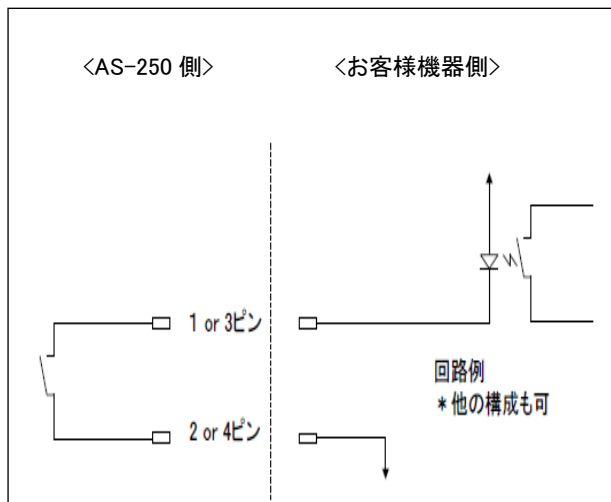 <AS-250 側>
<お客様機器側>
1 or 3ピン
回路例
*他の構成も可
2 or 4ピン